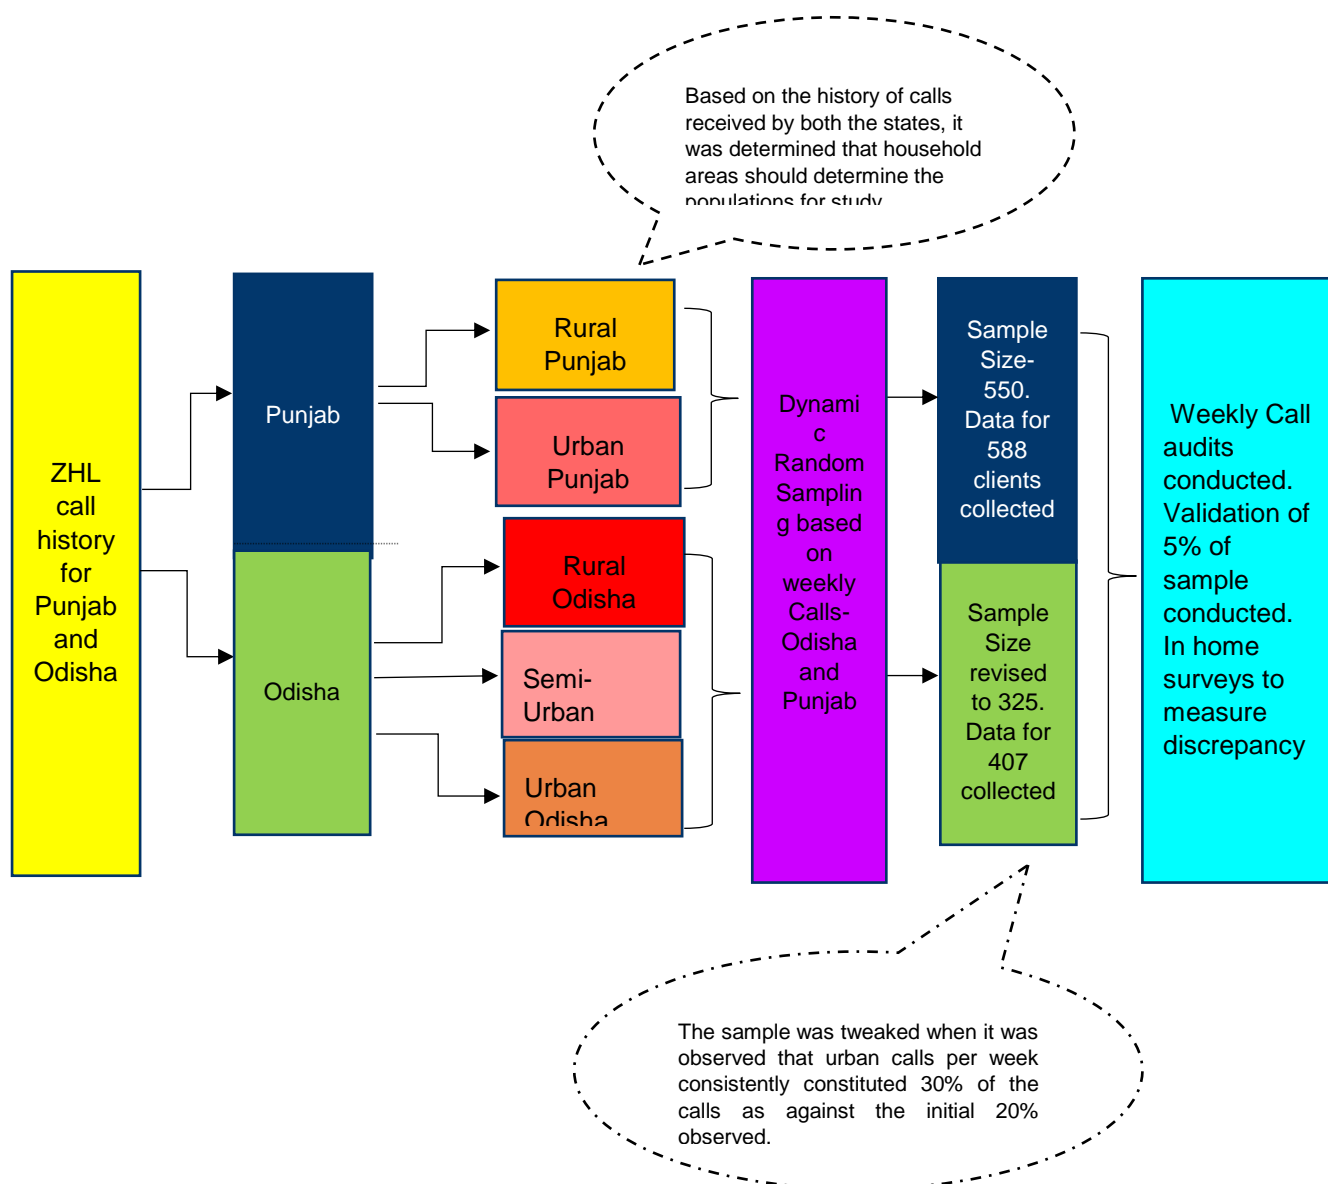 Based on the history of calls
received by both the states, it
was determined that household
areas should determine the
populations for study
ZHL
call
history
for
Punjab
and
Odisha
Punjab
Odisha
Rural
Punjab
Urban
Punjab
Rural
Odisha
Semi-
Urban
Urban
Odisha
Dynami
c
Random
Samplin
g based
on
weekly
Calls-
Odisha
and
Punjab
Sample
Size-
550.
Data for
588
clients
collected
Sample
Size
revised
to 325.
Data for
407
collected
Weekly Call
audits
conducted.
Validation of
5% of
sample
conducted.
In home
surveys to
measure
discrepancy
The sample was tweaked when it was
observed that urban calls per week
consistently constituted 30% of the
calls as against the initial 20%
observed.